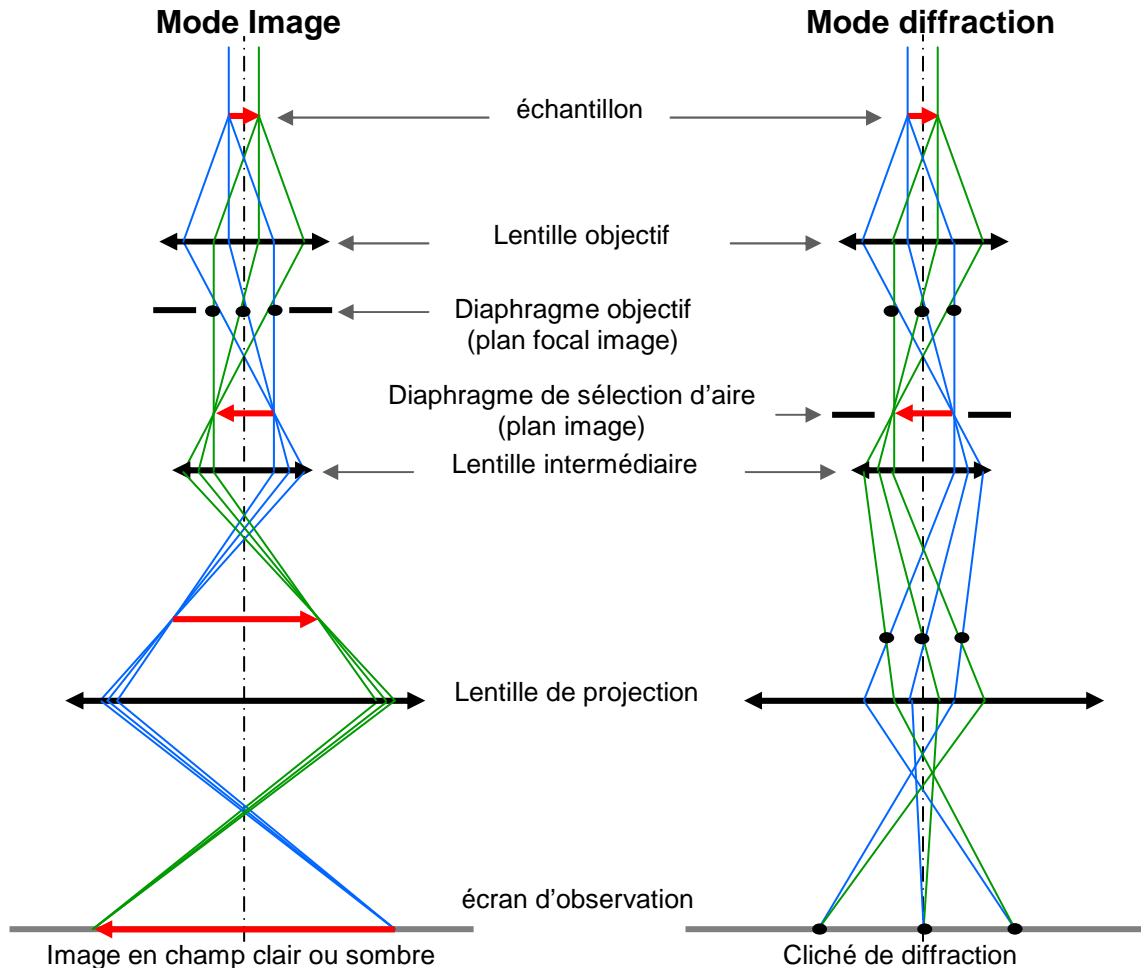 Mode Image
Mode diffraction
échantillon
Lentille objectif
Diaphragme objectif
(plan focal image)
Diaphragme de sélection d'aire
(plan image)
Lentille intermédiaire
Lentille de projection
écran d'observation
Image en champ clair ou sombre
Cliché de diffraction